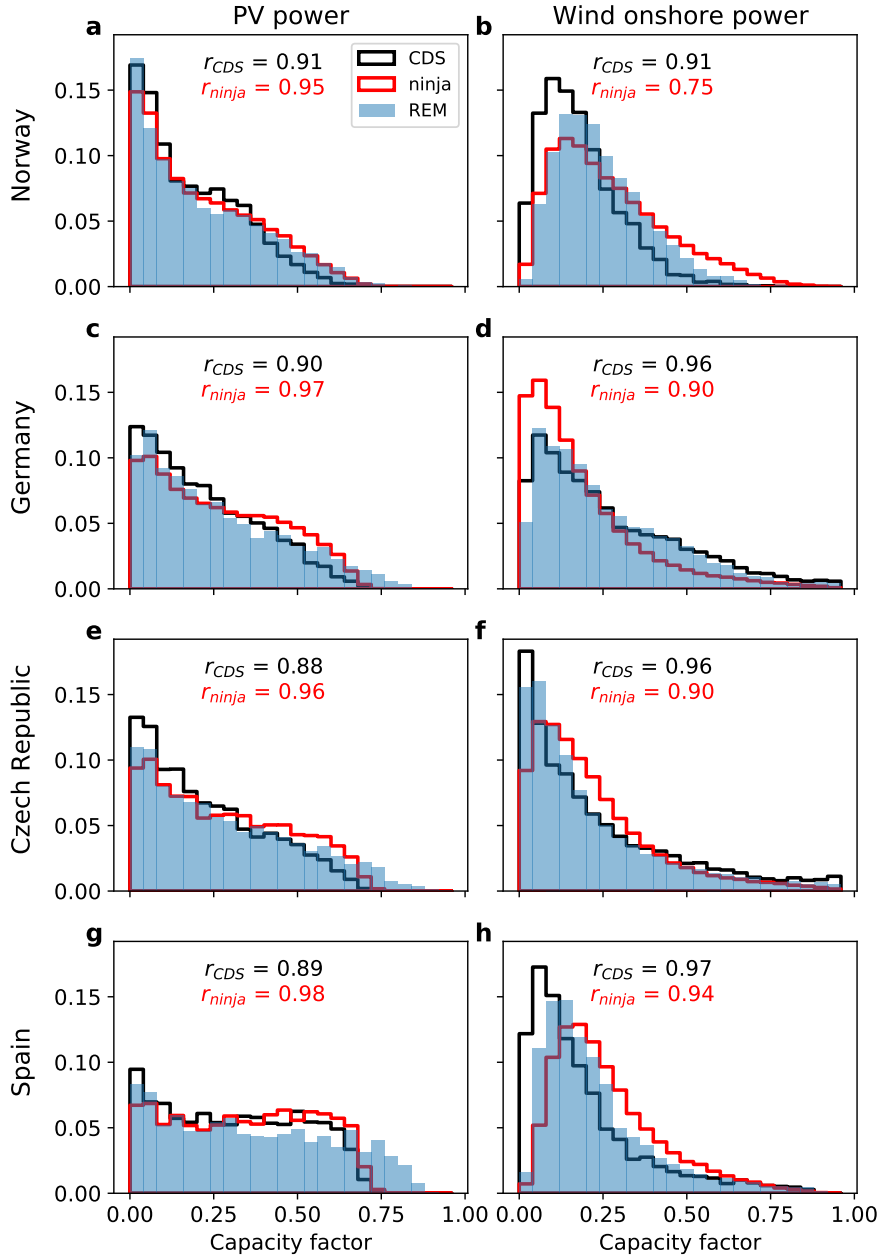 PV power
Wind onshore power
a
b
Norway
0.15
0.10
0.05
0.00
r_CDS = 0.91
r_ninja = 0.95
CDS
ninja
REM
r_CDS = 0.91
r_ninja = 0.75
c
d
Germany
0.15
0.10
0.05
0.00
r_CDS = 0.90
r_ninja = 0.97
r_CDS = 0.96
r_ninja = 0.90
e
f
Czech Republic
0.15
0.10
0.05
0.00
r_CDS = 0.88
r_ninja = 0.96
r_CDS = 0.96
r_ninja = 0.90
g
h
Spain
0.15
0.10
0.05
0.00
r_CDS = 0.89
r_ninja = 0.98
r_CDS = 0.97
r_ninja = 0.94
0.00 0.25 0.50 0.75 1.00
0.00 0.25 0.50 0.75 1.00
Capacity factor
Capacity factor